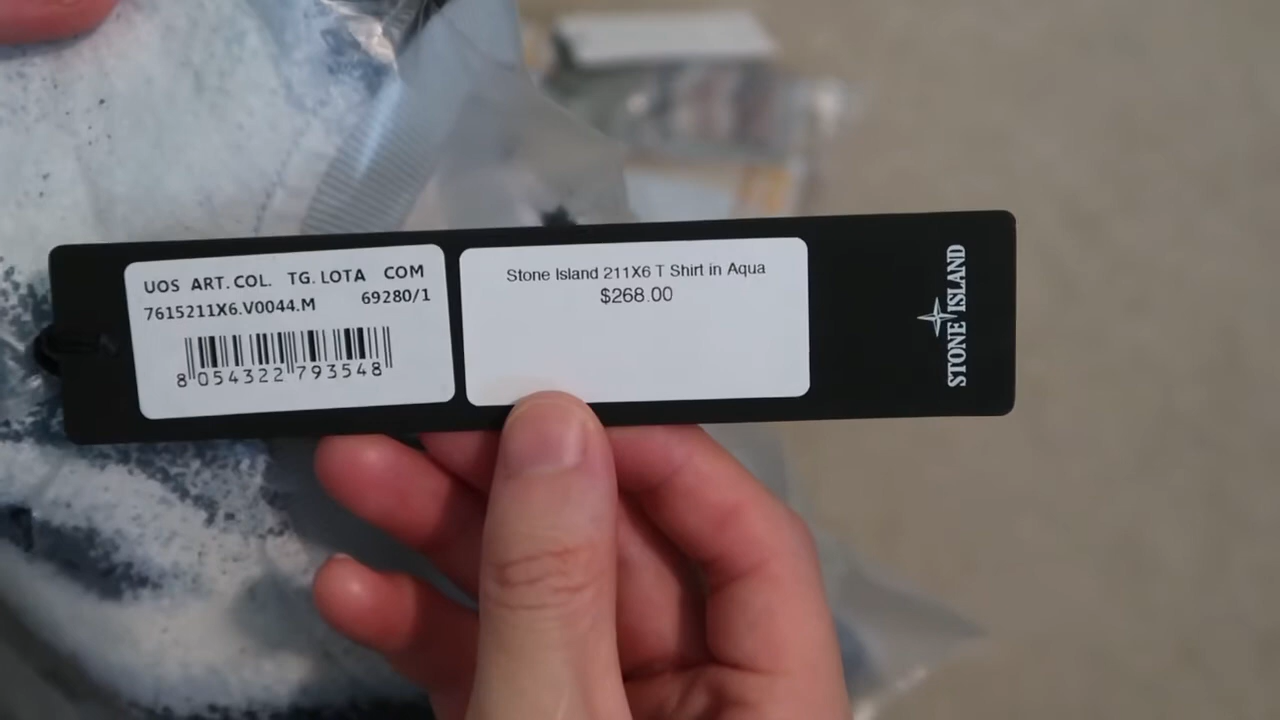 UOS ART. COL. TG. LOTA COM
7615211X6.V0044.M 69280/1
8 054322 793548
Stone Island 211X6 T Shirt in Aqua
$268.00
STONE ISLAND